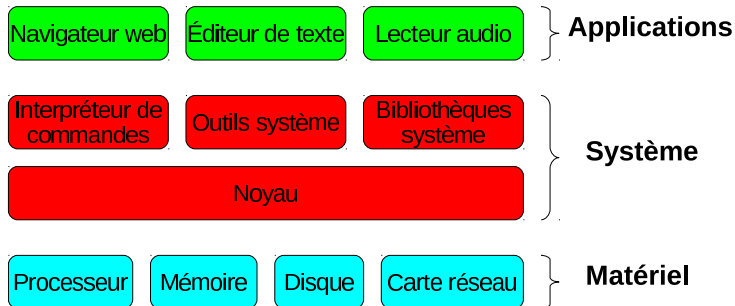 Navigateur web
Éditeur de texte
Lecteur audio
Applications
Interpréteur de
commandes
Outils système
Bibliothèques
système
Système
Noyau
Processeur
Mémoire
Disque
Carte réseau
Matériel